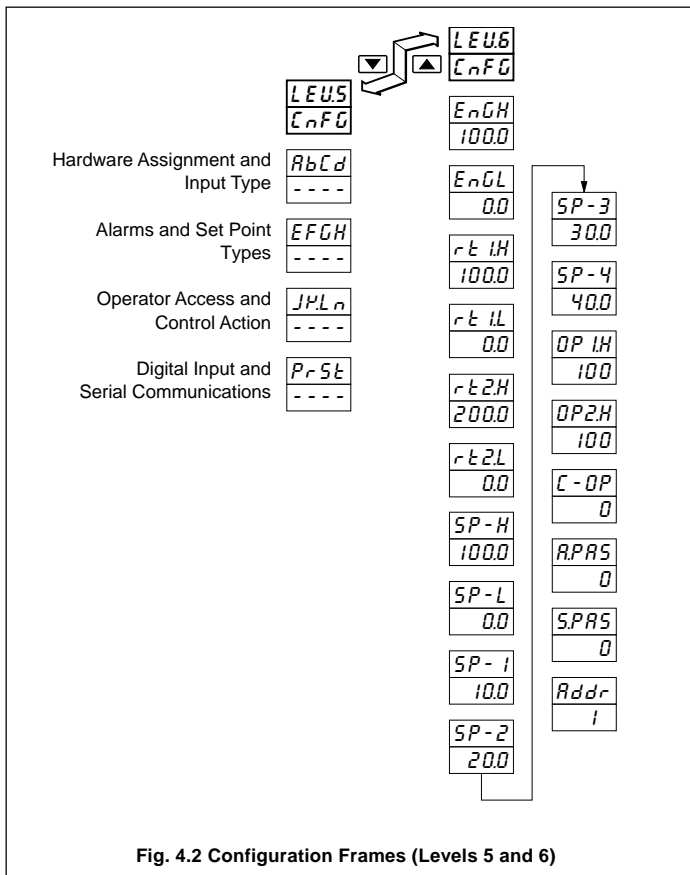 LEV.6
CnFG
LEV.5
CnFG
Hardware Assignment and
Input Type
AbCd
----
Alarms and Set Point
Types
EFGH
----
Operator Access and
Control Action
JK.Ln
----
Digital Input and
Serial Communications
PrSt
----
EnGH
100.0
EnGL
0.0
rt1.H
100.0
rt1.L
0.0
rt2.H
200.0
rt2.L
0.0
SP-H
100.0
SP-L
0.0
SP-1
10.0
SP-2
20.0
SP-3
30.0
SP-4
40.0
OP1.H
100
OP2.H
100
C-OP
0
A.PAS
0
S.PAS
0
Addr
1
Fig. 4.2 Configuration Frames (Levels 5 and 6)